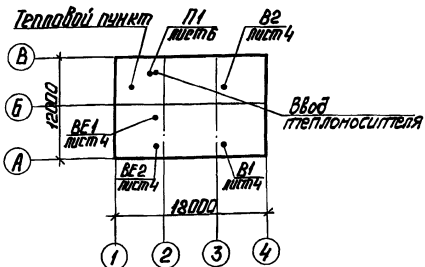 Тепловой пункт
П1
лист 6
В2
лист 4
В
Б
А
12000
Ввод
теплоносителя
ВЕ1
лист 4
ВЕ2
лист 4
В1
лист 4
18000
1
2
3
4